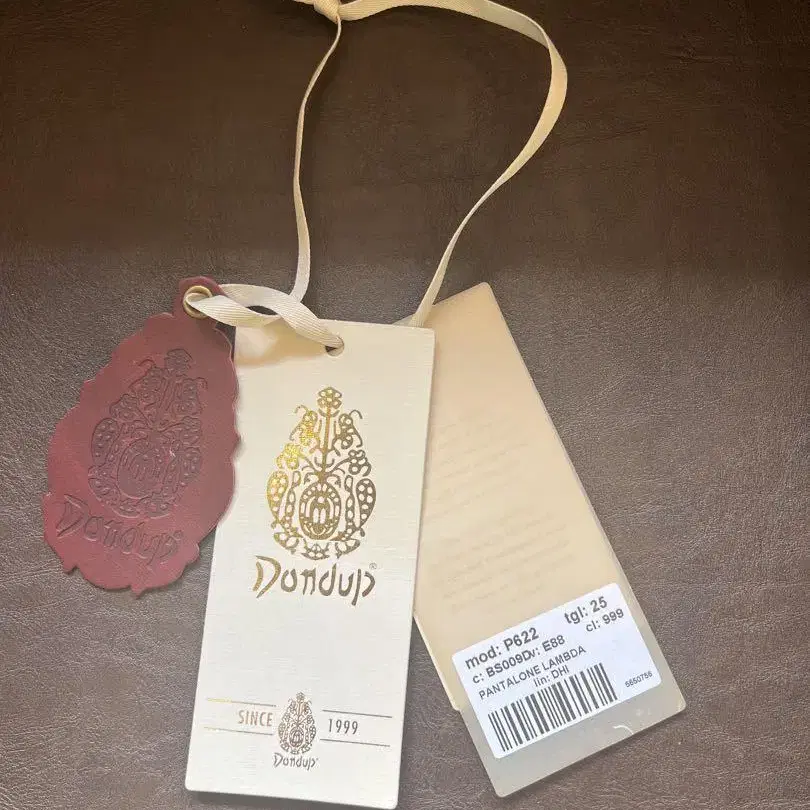 Dondup
Dondup®
SINCE 1999
Dondup
mod: P622 tgl: 25
c: BS009Dv: E88 cl: 999
PANTALONE LAMBDA
lin: DHI
5650756